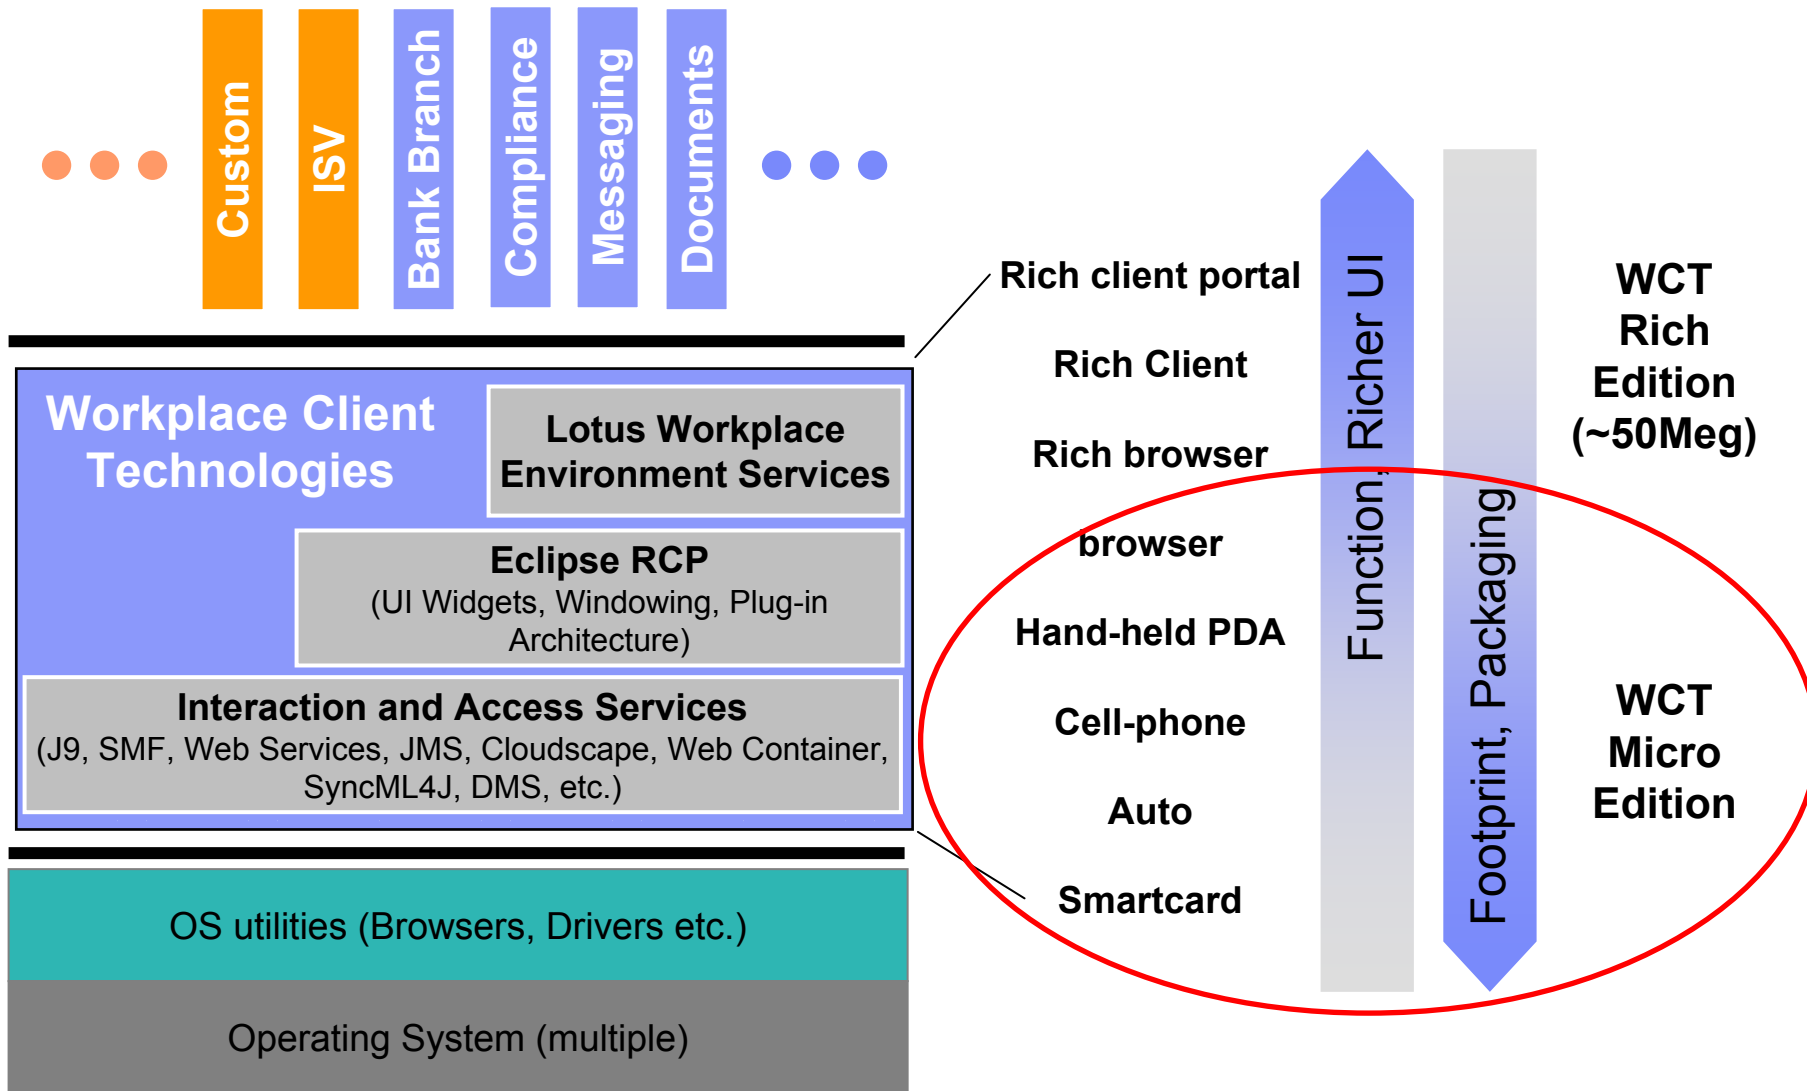 Custom
ISV
Bank Branch
Compliance
Messaging
Documents
Workplace Client
Technologies
Lotus Workplace
Environment Services
Eclipse RCP
(UI Widgets, Windowing, Plug-in
Architecture)
Interaction and Access Services
(J9, SMF, Web Services, JMS, Cloudscape, Web Container,
SyncML4J, DMS, etc.)
OS utilities (Browsers, Drivers etc.)
Operating System (multiple)
Rich client portal
Rich Client
Rich browser
browser
Hand-held PDA
Cell-phone
Auto
Smartcard
Function, Richer UI
Footprint, Packaging
WCT
Rich
Edition
(~50Meg)
WCT
Micro
Edition